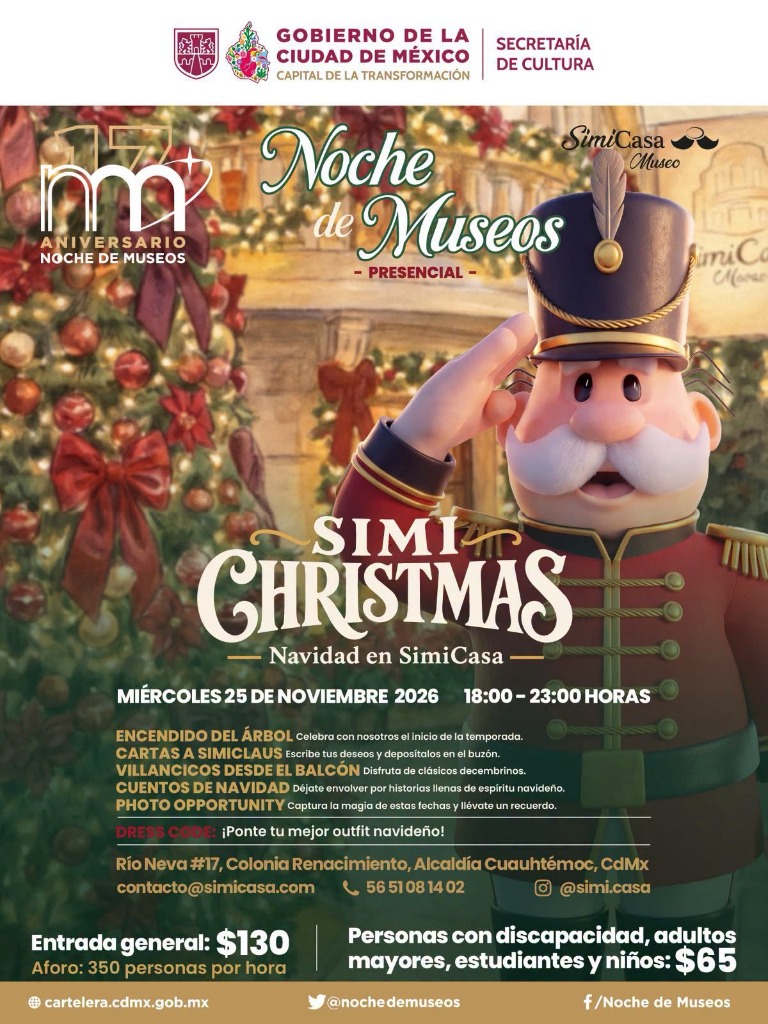 GOBIERNO DE LA
CIUDAD DE MÉXICO
CAPITAL DE LA TRANSFORMACIÓN
SECRETARÍA
DE CULTURA
17
nm
ANIVERSARIO
NOCHE DE MUSEOS
Noche
de Museos
- PRESENCIAL -
SimiCasa
Museo
SIMI
CHRISTMAS
Navidad en SimiCasa
MIÉRCOLES 25 DE NOVIEMBRE 2026 18:00 - 23:00 HORAS
ENCENDIDO DEL ÁRBOL Celebra con nosotros el inicio de la temporada.
CARTAS A SIMICLAUS Escribe tus deseos y deposítalos en el buzón.
VILLANCICOS DESDE EL BALCÓN Disfruta de clásicos decembrinos.
CUENTOS DE NAVIDAD Déjate envolver por historias llenas de espíritu navideño.
PHOTO OPPORTUNITY Captura la magia de estas fechas y llévate un recuerdo.
DRESS CODE: ¡Ponte tu mejor outfit navideño!
Río Neva #17, Colonia Renacimiento, Alcaldía Cuauhtémoc, CdMx
contacto@simicasa.com 56 51 08 14 02 @simi.casa
Entrada general: $130
Aforo: 350 personas por hora
Personas con discapacidad, adultos
mayores, estudiantes y niños: $65
cartelera.cdmx.gob.mx @nochedemuseos /Noche de Museos